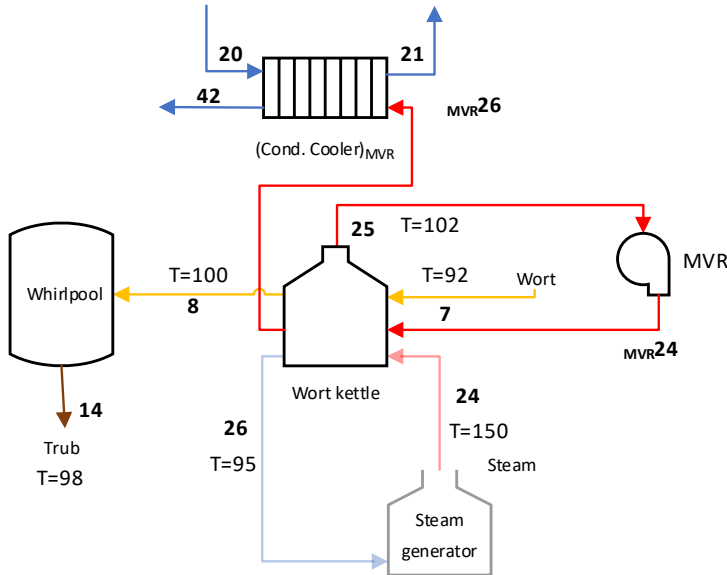 20
21
42
MVR26
(Cond. Cooler)MVR
25
T=102
MVR
T=100
T=92
Wort
Whirlpool
8
7
MVR24
Wort kettle
14
24
26
Trub
T=150
T=95
Steam
T=98
Steam
generator